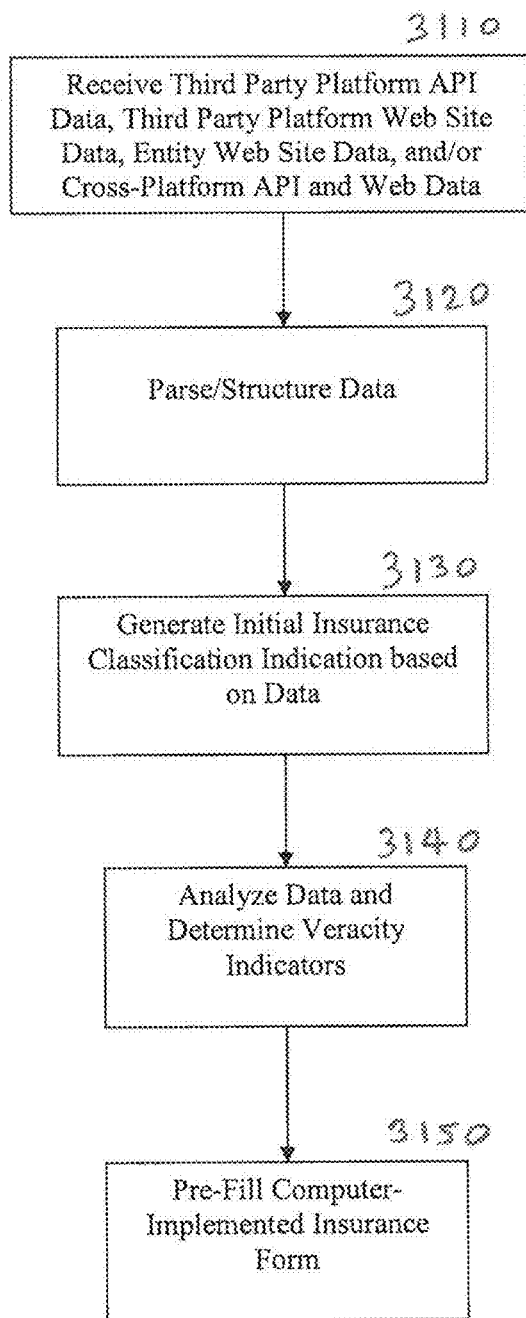 3110
Receive Third Party Platform API
Data, Third Party Platform Web Site
Data, Entity Web Site Data, and/or
Cross-Platform API and Web Data
3120
Parse/Structure Data
3130
Generate Initial Insurance
Classification Indication based
on Data
3140
Analyze Data and
Determine Veracity
Indicators
3150
Pre-Fill Computer-
Implemented Insurance
Form